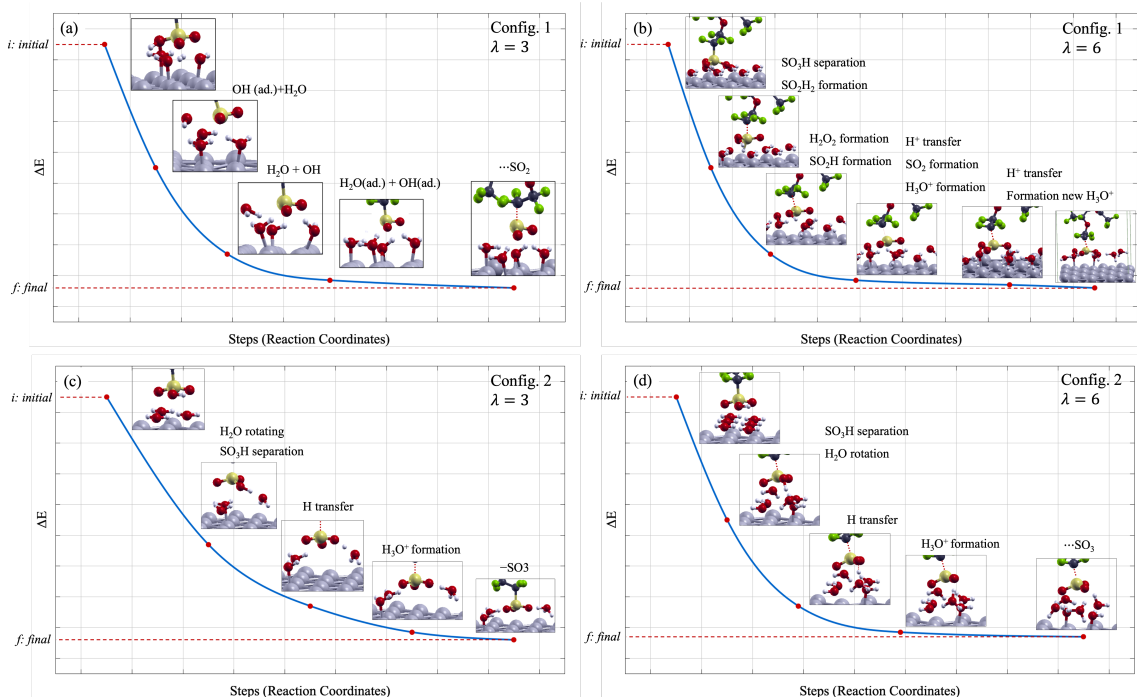 (a)
Config. 1
λ = 3
i: initial
OH (ad.)+H₂O
H₂O + OH
H₂O(ad.) + OH(ad.)
···SO₂
ΔE
f: final
Steps (Reaction Coordinates)
(b)
Config. 1
λ = 6
i: initial
SO₃H separation
SO₂H₂ formation
H₂O₂ formation
SO₂H formation
H⁺ transfer
SO₂ formation
H₃O⁺ formation
H⁺ transfer
Formation new H₃O⁺
ΔE
f: final
Steps (Reaction Coordinates)
(c)
Config. 2
λ = 3
i: initial
H₂O rotating
SO₃H separation
H transfer
H₃O⁺ formation
−SO3
ΔE
f: final
Steps (Reaction Coordinates)
(d)
Config. 2
λ = 6
i: initial
SO₃H separation
H₂O rotation
H transfer
H₃O⁺ formation
···SO₃
ΔE
f: final
Steps (Reaction Coordinates)